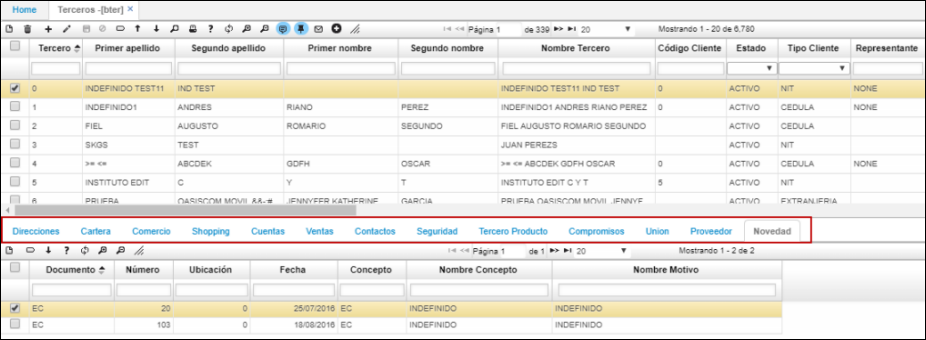 Home Terceros -[bter] ×
Página 1 de 339 20 Mostrando 1 - 20 de 6,780
Tercero Primer apellido Segundo apellido Primer nombre Segundo nombre Nombre Tercero Código Cliente Estado Tipo Cliente Representante
0 INDEFINIDO TEST11 IND TEST INDEFINIDO TEST11 IND TEST 0 ACTIVO NIT NONE
1 INDEFINIDO1 ANDRES RIANO PEREZ INDEFINIDO1 ANDRES RIANO PEREZ 0 ACTIVO CEDULA NONE
2 FIEL AUGUSTO ROMARIO SEGUNDO FIEL AUGUSTO ROMARIO SEGUNDO ACTIVO CEDULA
3 SKGS TEST JUAN PEREZS ACTIVO NIT
4 >= <= ABCDEK GDFH OSCAR >= <= ABCDEK GDFH OSCAR 0 ACTIVO CEDULA NONE
5 INSTITUTO EDIT C Y T INSTITUTO EDIT C Y T 5 ACTIVO NIT
6 PRUEBA OASISCOM MOVIL &&-# JENNYFER KATHERINE GARCIA PRUEBA OASISCOM MOVIL JENNYF ACTIVO EXTRANJERIA
Direcciones Cartera Comercio Shopping Cuentas Ventas Contactos Seguridad Tercero Producto Compromisos Union Proveedor Novedad
Página 1 de 1 20 Mostrando 1 - 2 de 2
Documento Número Ubicación Fecha Concepto Nombre Concepto Nombre Motivo
EC 20 0 25/07/2016 EC INDEFINIDO INDEFINIDO
EC 103 0 18/08/2016 EC INDEFINIDO INDEFINIDO